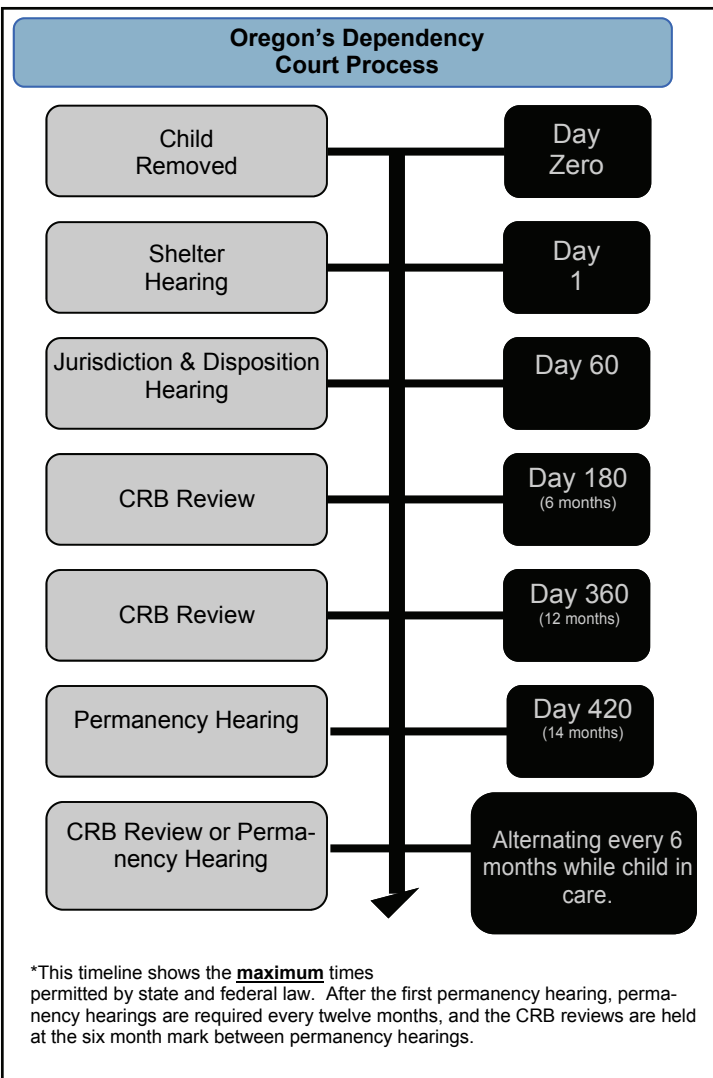 Oregon's Dependency
Court Process
Child
Removed
Day
Zero
Shelter
Hearing
Day
1
Jurisdiction & Disposition
Hearing
Day 60
CRB Review
Day 180
(6 months)
CRB Review
Day 360
(12 months)
Permanency Hearing
Day 420
(14 months)
CRB Review or Perma-
nency Hearing
Alternating every 6
months while child in
care.
*This timeline shows the maximum times
permitted by state and federal law.  After the first permanency hearing, perma-
nency hearings are required every twelve months, and the CRB reviews are held
at the six month mark between permanency hearings.